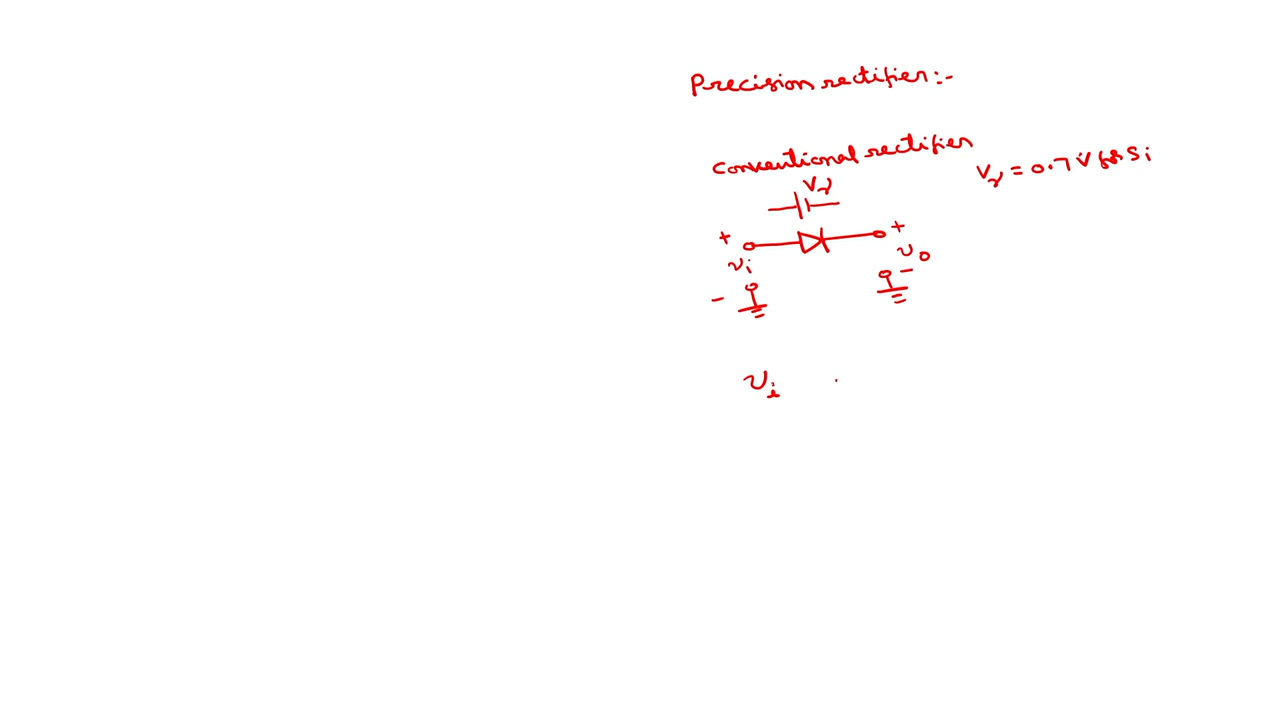 Precision rectifier:-
Conventional rectifier
Vγ = 0.7 V for Si
Vγ
+ +
vi vo
- -
vi